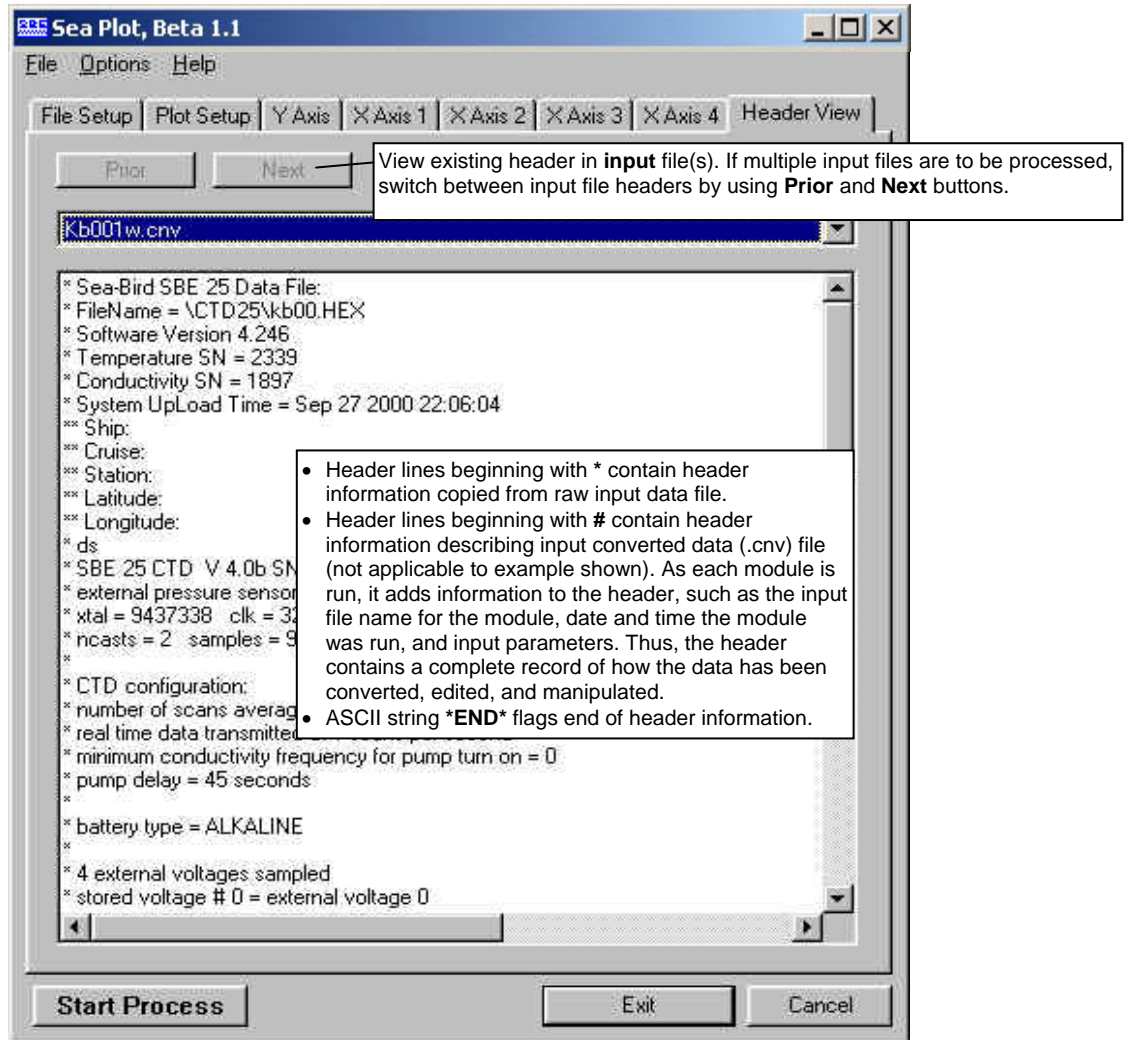 Sea Plot, Beta 1.1
File Options Help
File Setup Plot Setup Y Axis X Axis 1 X Axis 2 X Axis 3 X Axis 4 Header View
Prior Next
View existing header in input file(s). If multiple input files are to be processed,
switch between input file headers by using Prior and Next buttons.
Kb001w.cnv
* Sea-Bird SBE 25 Data File:
* FileName = \CTD25\kb00.HEX
* Software Version 4.246
* Temperature SN = 2339
* Conductivity SN = 1897
* System UpLoad Time = Sep 27 2000 22:06:04
** Ship:
** Cruise:
** Station:
** Latitude:
** Longitude:
* ds
* SBE 25 CTD V 4.0b SN
* external pressure sensor
* xtal = 9437338 clk = 32
* ncasts = 2 samples = 9
*
* CTD configuration:
* number of scans averag
* real time data transmitted
* minimum conductivity frequency for pump turn on = 0
* pump delay = 45 seconds
*
* battery type = ALKALINE
*
* 4 external voltages sampled
* stored voltage # 0 = external voltage 0
• Header lines beginning with * contain header
information copied from raw input data file.
• Header lines beginning with # contain header
information describing input converted data (.cnv) file
(not applicable to example shown). As each module is
run, it adds information to the header, such as the input
file name for the module, date and time the module
was run, and input parameters. Thus, the header
contains a complete record of how the data has been
converted, edited, and manipulated.
• ASCII string *END* flags end of header information.
Start Process Exit Cancel